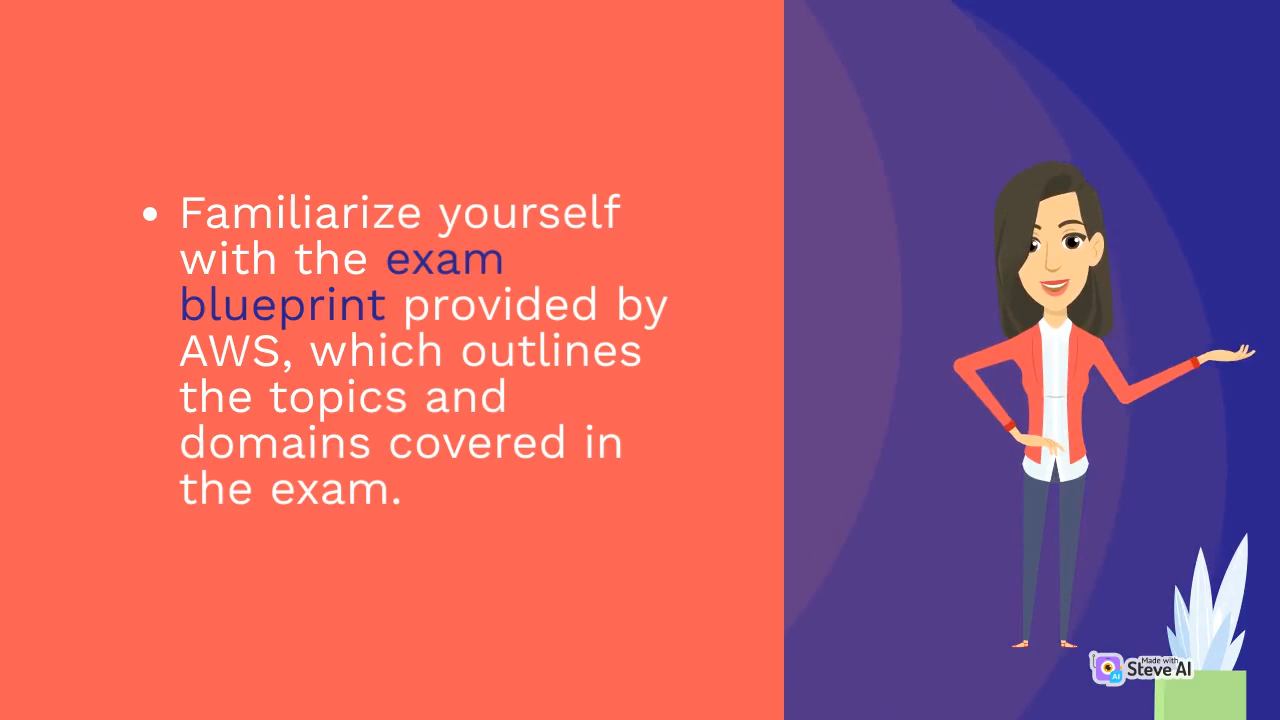 • Familiarize yourself
with the exam
blueprint provided by
AWS, which outlines
the topics and
domains covered in
the exam.
Made with
Steve AI
AI